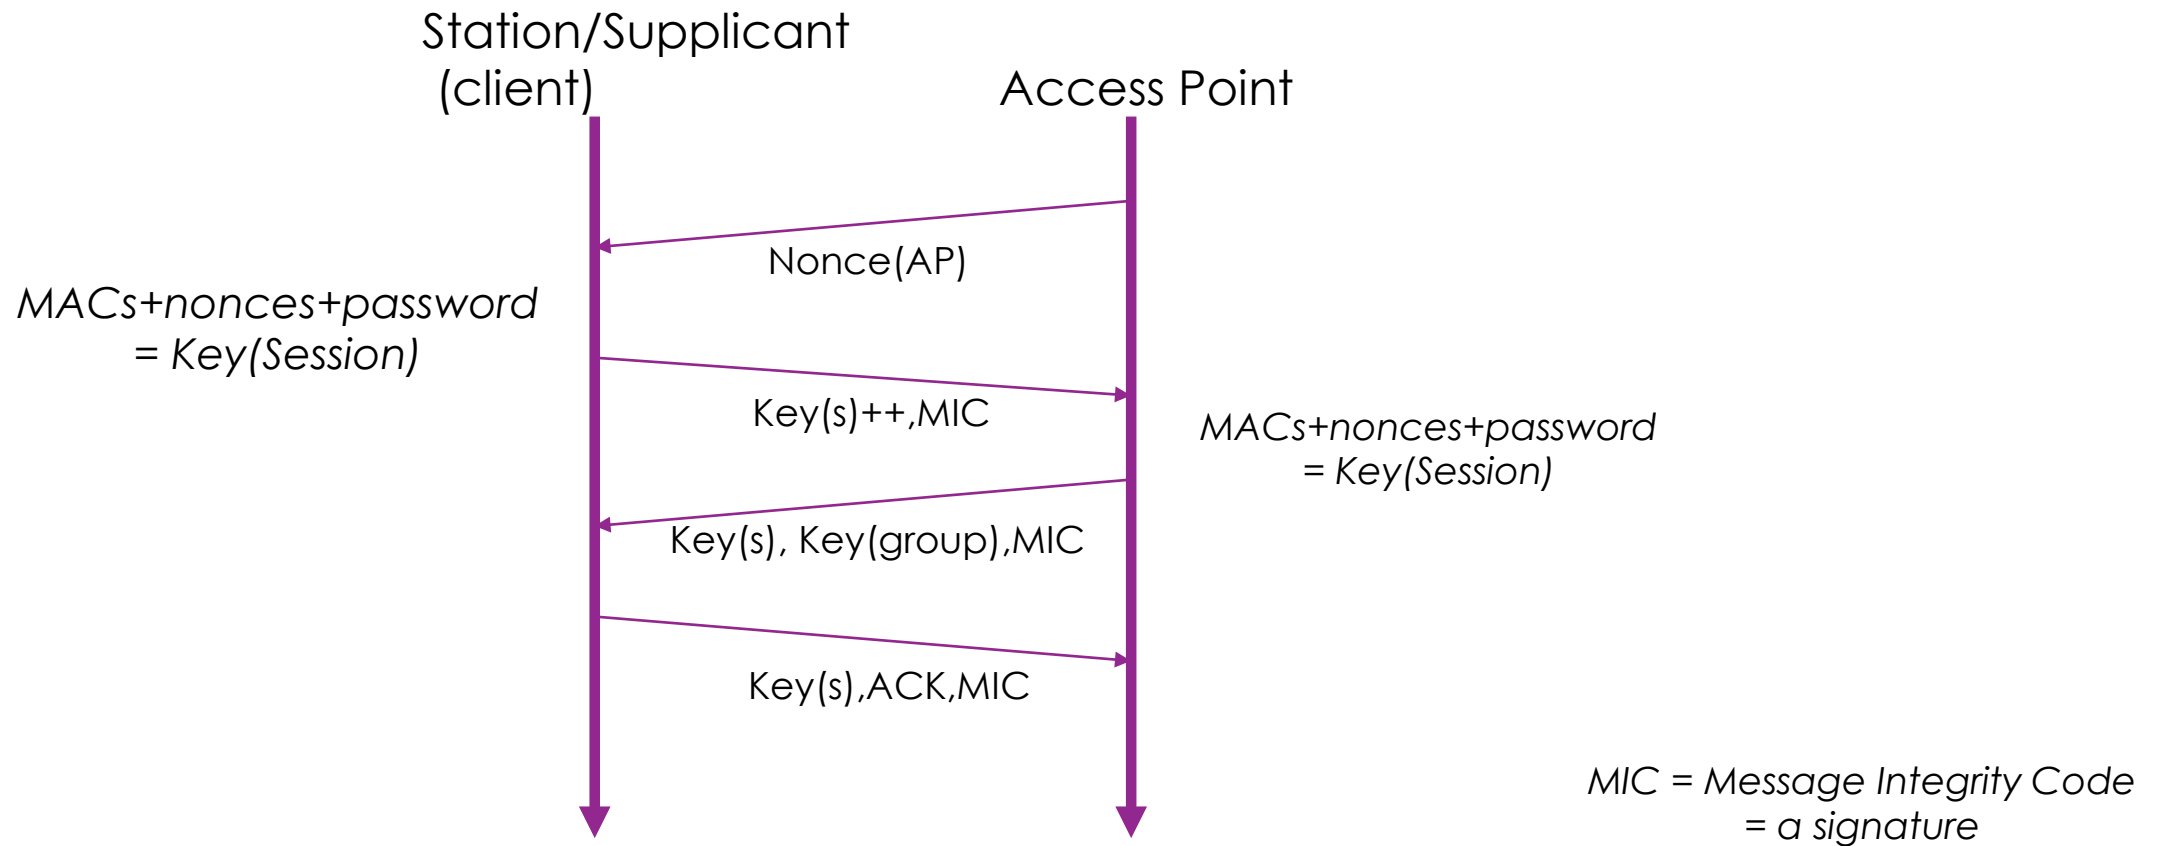 Station/Supplicant
(client)
Access Point
Nonce(AP)
MACs+nonces+password
= Key(Session)
Key(s)++,MIC
MACs+nonces+password
= Key(Session)
Key(s), Key(group),MIC
Key(s),ACK,MIC
MIC = Message Integrity Code
= a signature